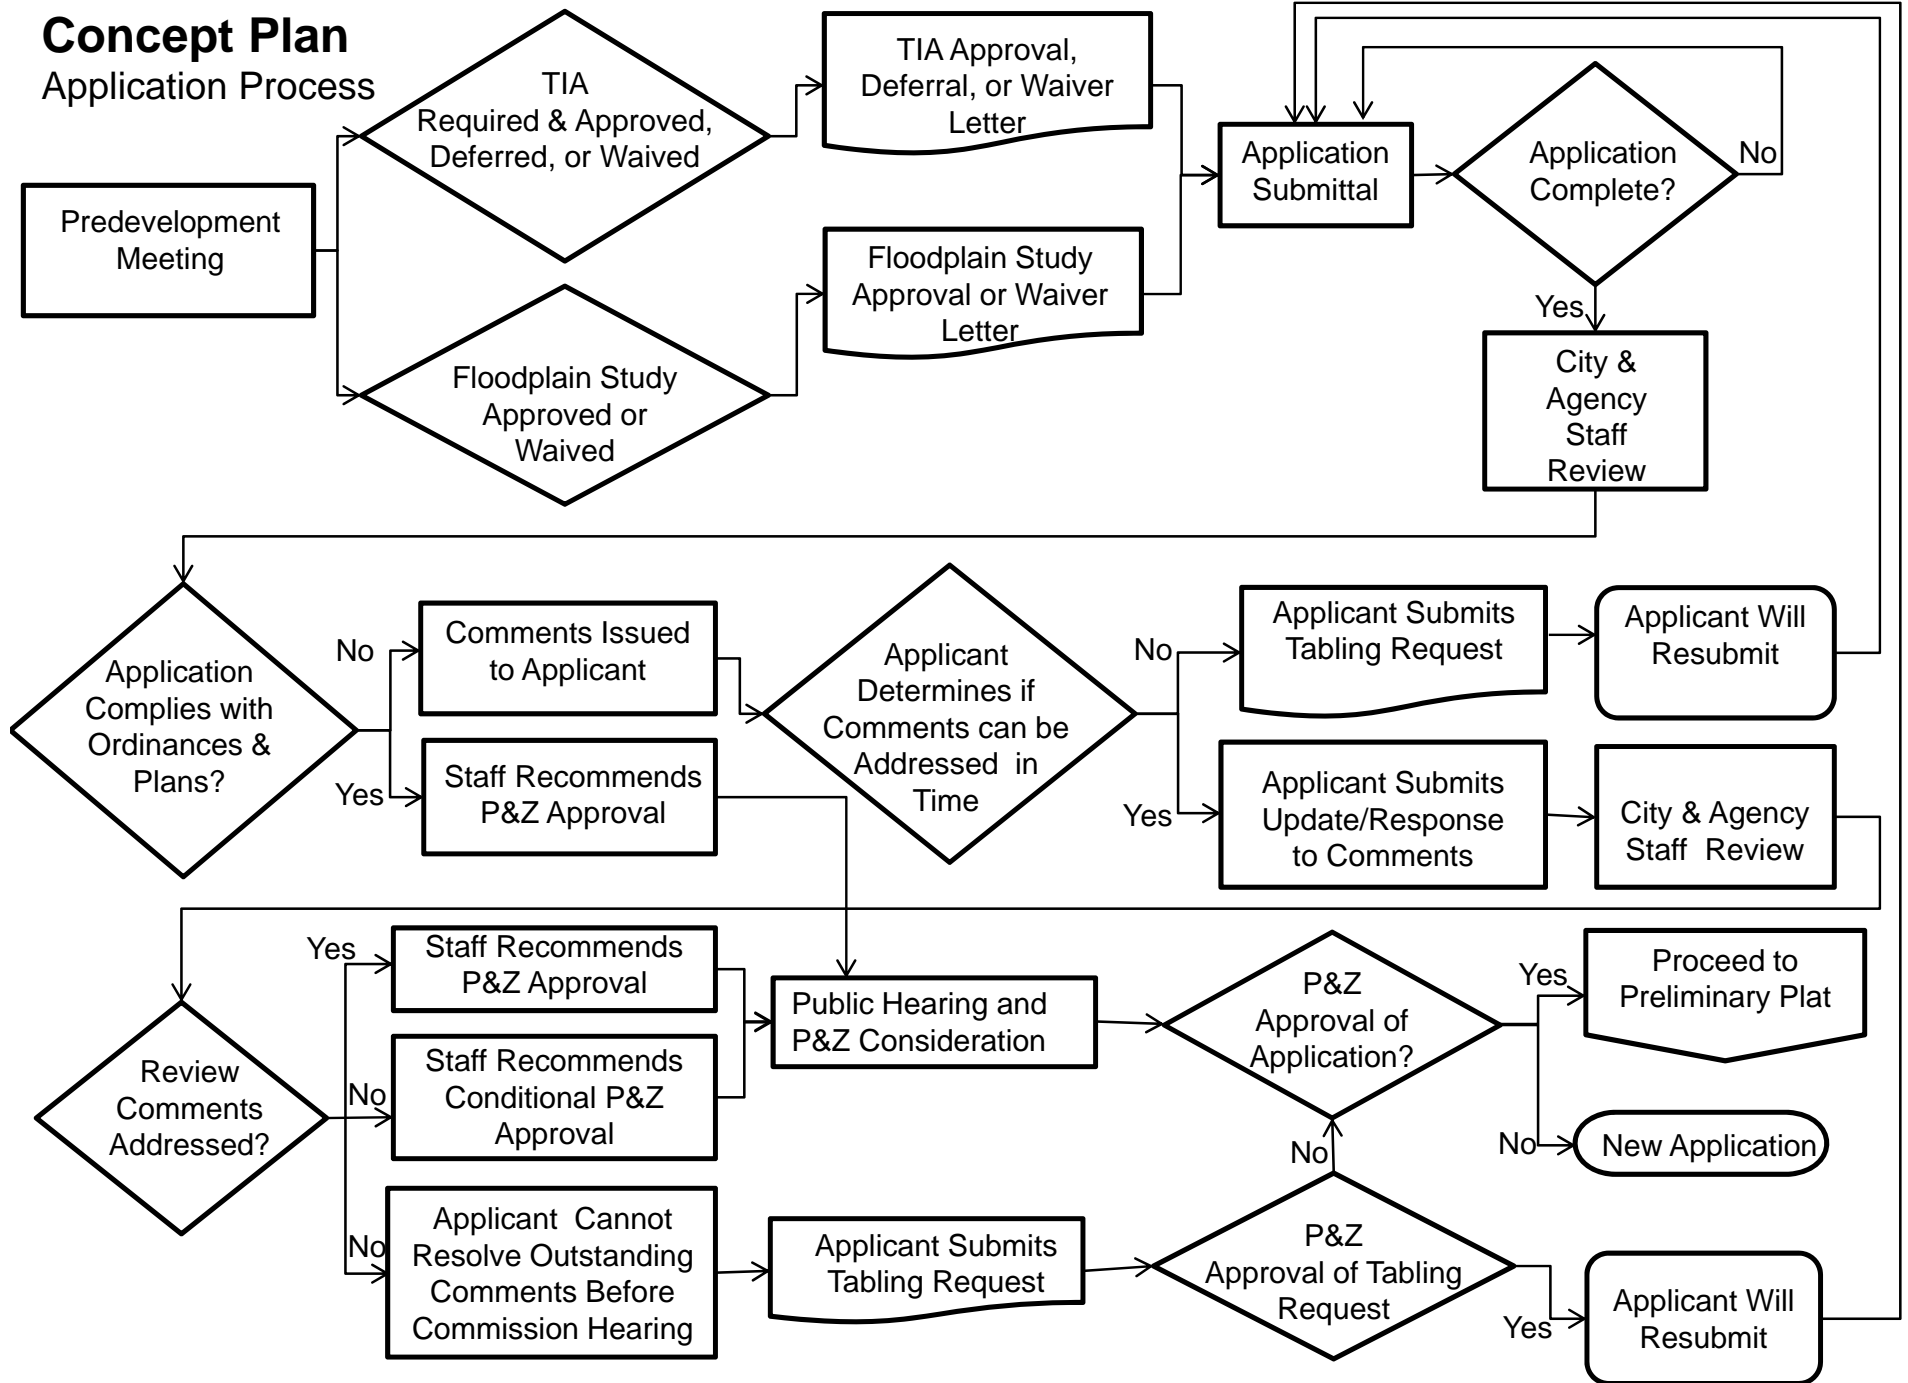 Concept Plan
Application Process
TIA
Required & Approved,
Deferred, or Waived
TIA Approval,
Deferral, or Waiver
Letter
Predevelopment
Meeting
Application
Submittal
Application
Complete?
No
Floodplain Study
Approval or Waiver
Letter
Floodplain Study
Approved or
Waived
Yes
City &
Agency
Staff
Review
Application
Complies with
Ordinances &
Plans?
No
Comments Issued
to Applicant
Yes
Staff Recommends
P&Z Approval
Applicant
Determines if
Comments can be
Addressed in
Time
No
Applicant Submits
Tabling Request
Applicant Will
Resubmit
Yes
Applicant Submits
Update/Response
to Comments
City & Agency
Staff Review
Review
Comments
Addressed?
Yes
Staff Recommends
P&Z Approval
No
Staff Recommends
Conditional P&Z
Approval
No
Applicant Cannot
Resolve Outstanding
Comments Before
Commission Hearing
Public Hearing and
P&Z Consideration
P&Z
Approval of
Application?
Yes
Proceed to
Preliminary Plat
No
New Application
Applicant Submits
Tabling Request
No
P&Z
Approval of Tabling
Request
Yes
Applicant Will
Resubmit